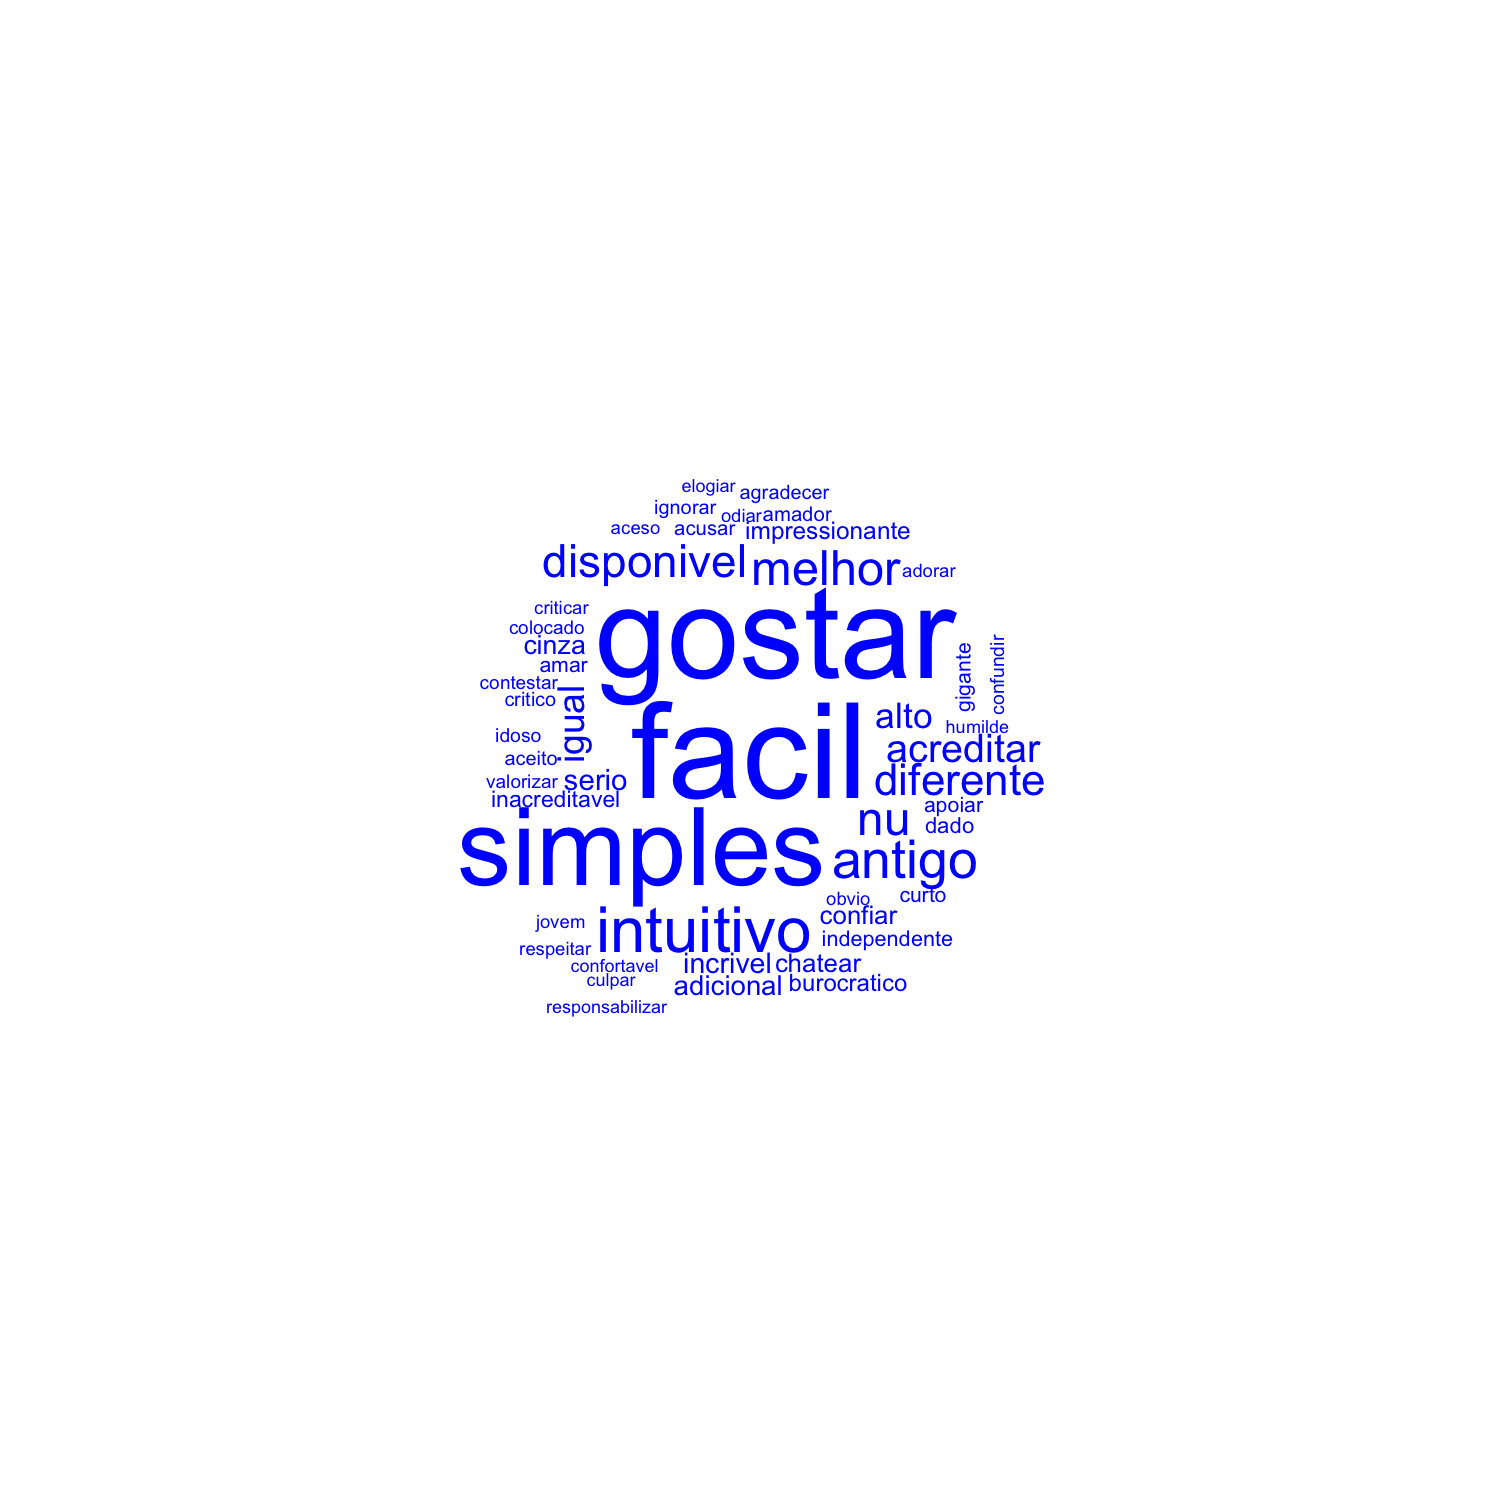 elogiar
agradecer
ignorar
odiar
amador
aceso
acusar
impressionante
disponivel
melhor
adorar
criticar
gostar
colocado
cinza
amar
gigante
confundir
contestar
critico
igual
facil
alto
humilde
idoso
acreditar
aceito
valorizar
serio
diferente
inacreditavel
apoiar
simples
nu
dado
antigo
obvio
curto
jovem
intuitivo
confiar
respeitar
independente
confortavel
incrivel
chatear
culpar
adicional
burocratico
responsabilizar